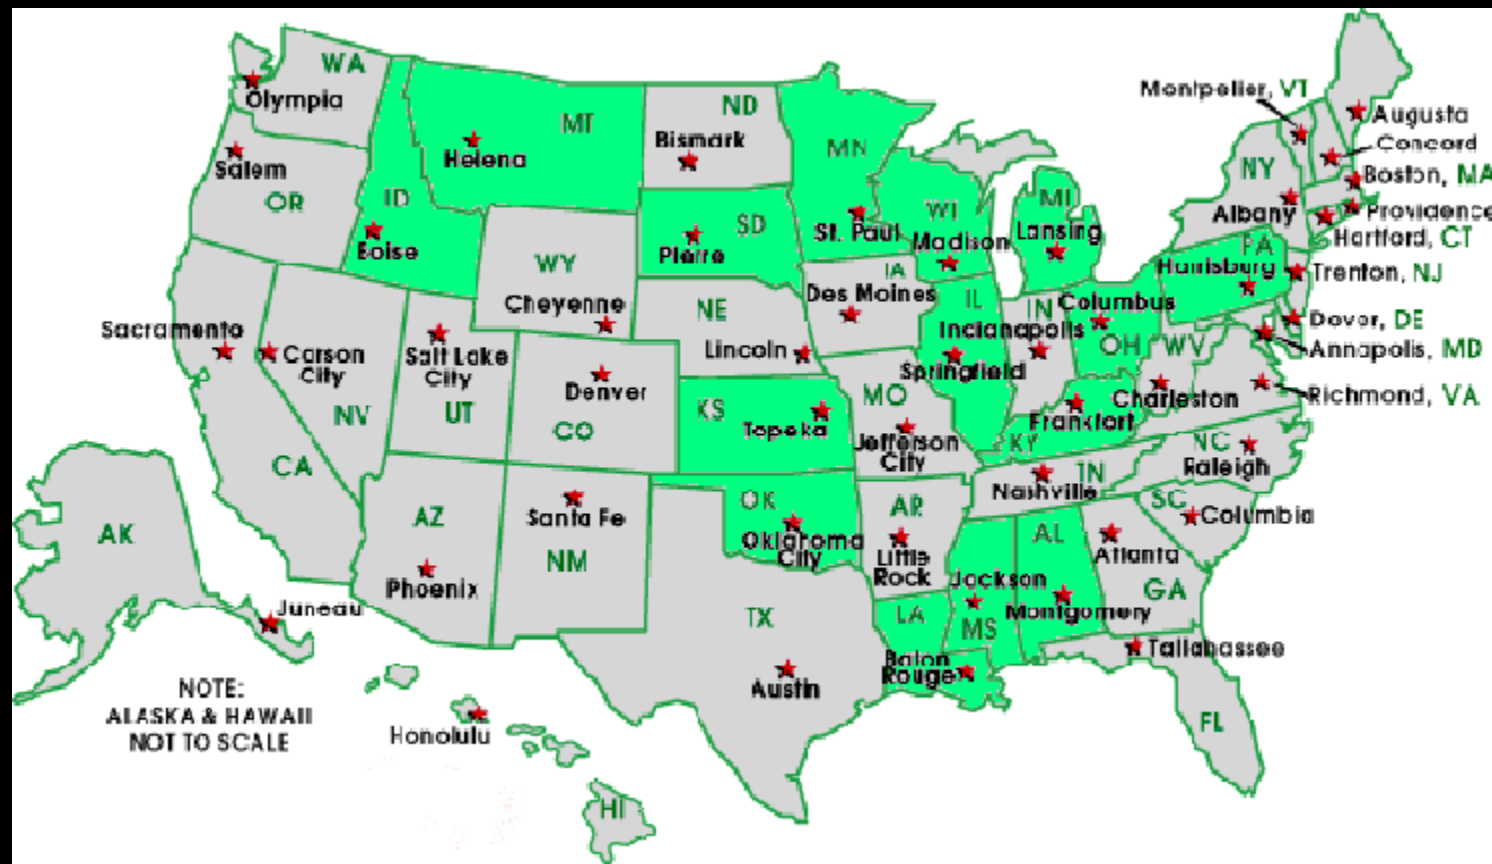 WA
Olympia
Salem
OR
MT
Helena
ID
Boise
ND
Bismark
MN
St. Paul
SD
Pierre
WI
Madison
MI
Lansing
Montpelier, VT
Augusta
Concord
NY
Boston, MA
Albany
Providence
Hartford, CT
PA
Harrisburg
Trenton, NJ
WY
Cheyenne
NE
Lincoln
IA
Des Moines
IL
Springfield
IN
Indianapolis
Columbus
OH
WV
Charleston
Dover, DE
Annapolis, MD
Richmond, VA
Sacramento
Carson
City
NV
Salt Lake
City
UT
Denver
CO
KS
Topeka
MO
Jefferson
City
Frankfort
KY
CA
NC
Raleigh
TN
Nashville
SC
Columbia
AZ
Phoenix
Santa Fe
NM
OK
Oklahoma
City
AR
Little
Rock
AL
Montgomery
Atlanta
GA
Jackson
MS
LA
Baton
Rouge
TX
Austin
Tallahassee
FL
AK
Juneau
NOTE:
ALASKA & HAWAII
NOT TO SCALE
Honolulu
HI